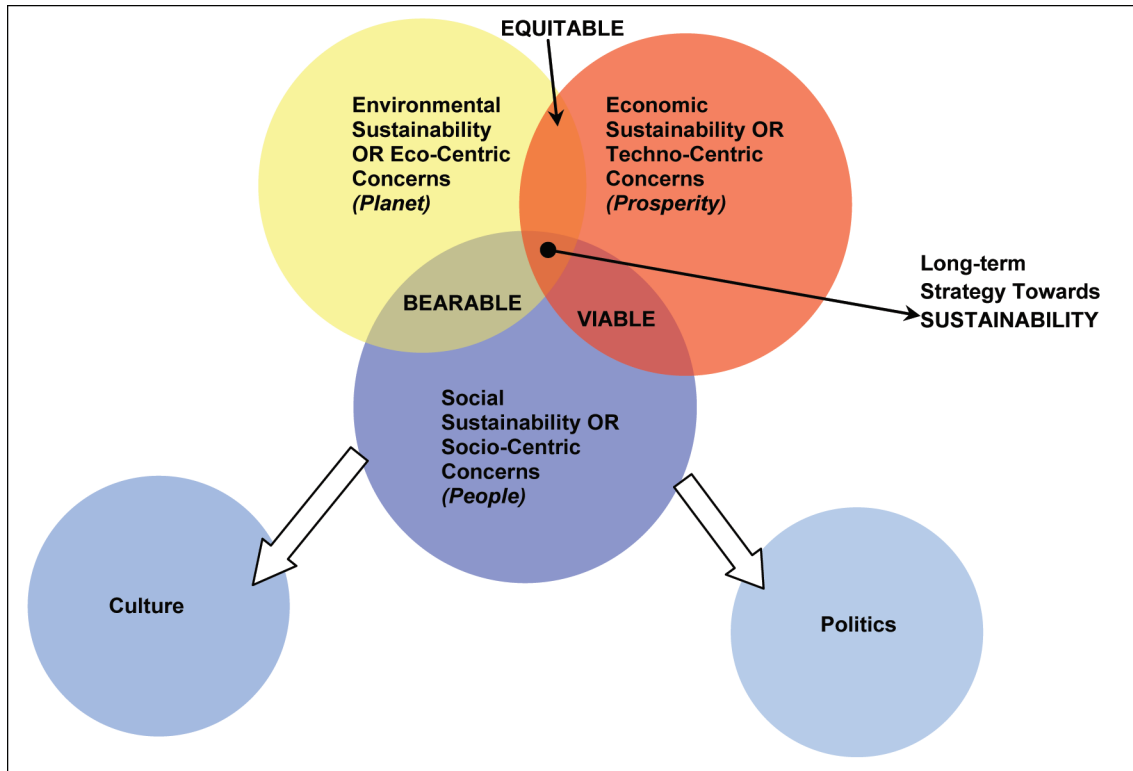 EQUITABLE
Environmental
Sustainability
OR Eco-Centric
Concerns
(Planet)
Economic
Sustainability OR
Techno-Centric
Concerns
(Prosperity)
Long-term
Strategy Towards
SUSTAINABILITY
BEARABLE
VIABLE
Social
Sustainability OR
Socio-Centric
Concerns
(People)
Culture
Politics